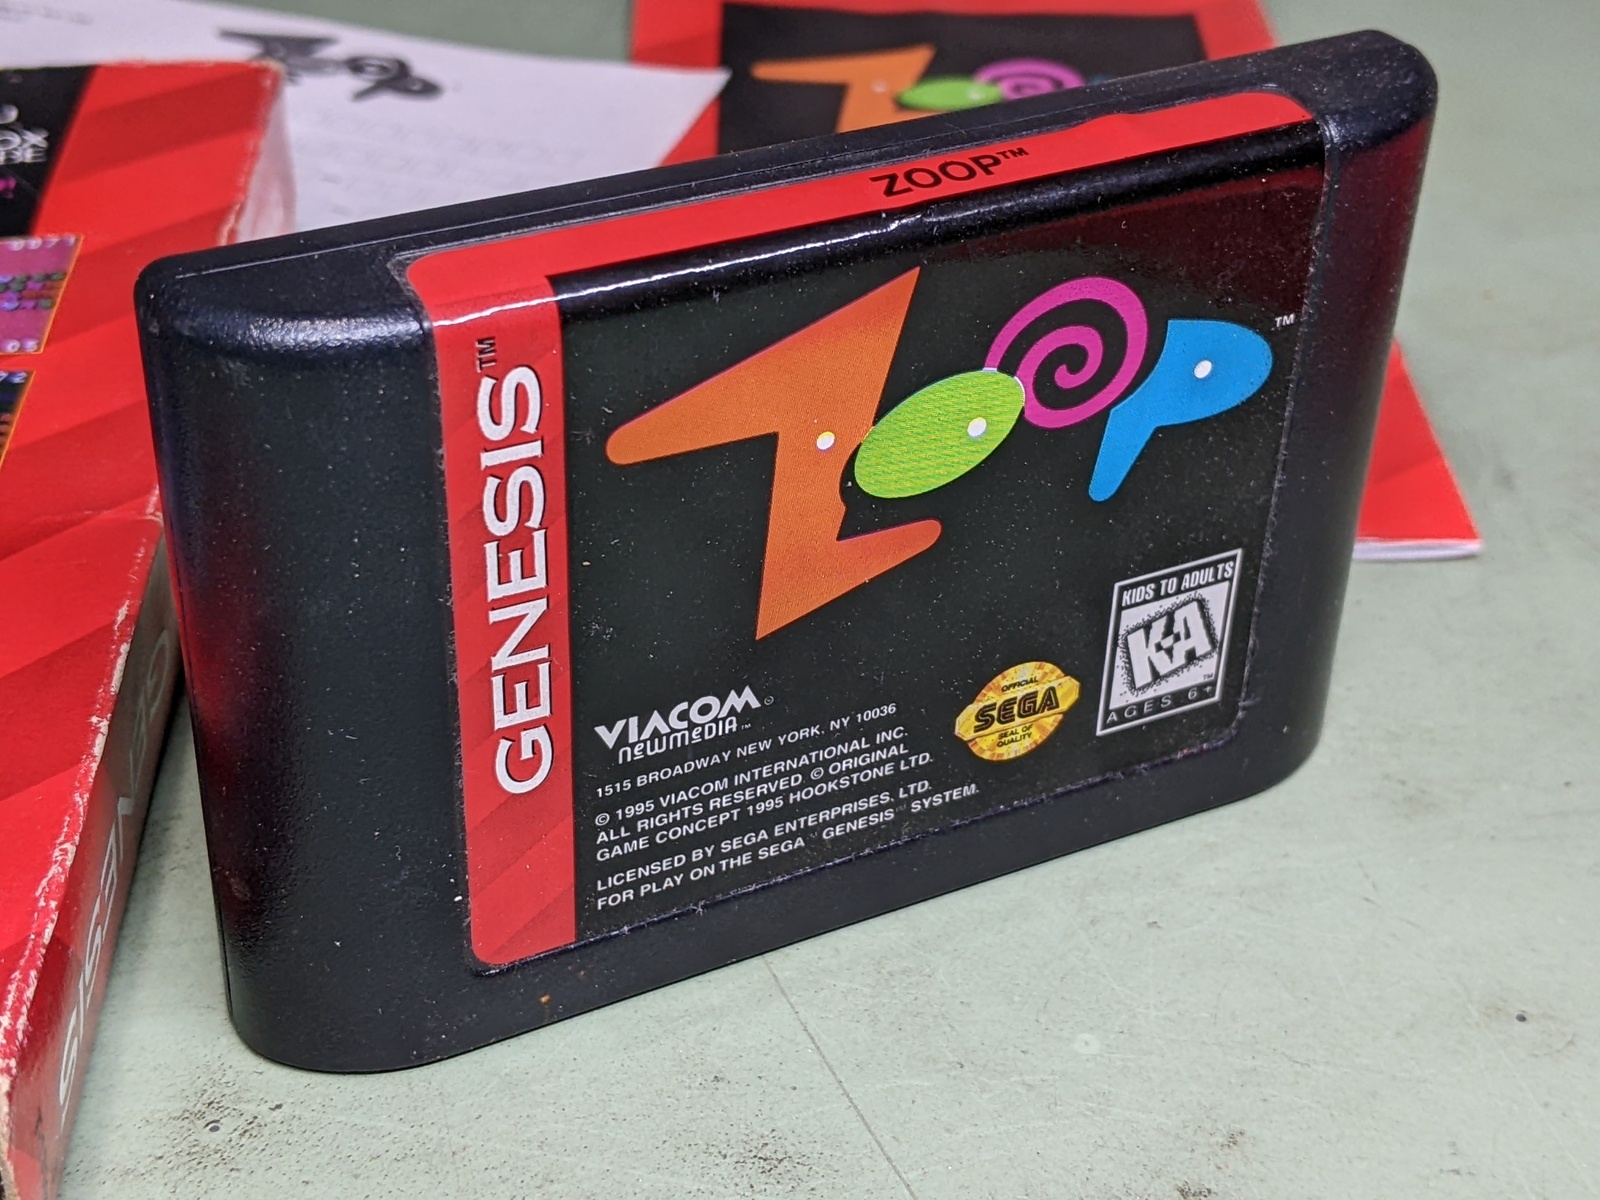 ZOOP™
GENESIS™
ZOOP™
KIDS TO ADULTS
KA™
AGES 6+
OFFICIAL
SEGA
SEAL OF
QUALITY
VIACOM
newmedia™
1515 BROADWAY NEW YORK, NY 10036
© 1995 VIACOM INTERNATIONAL INC.
ALL RIGHTS RESERVED. © ORIGINAL
GAME CONCEPT 1995 HOOKSTONE LTD.
LICENSED BY SEGA ENTERPRISES, LTD.
FOR PLAY ON THE SEGA™ GENESIS™ SYSTEM.
GENESIS